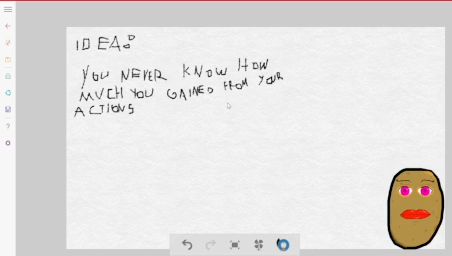 IDEA:
YOU NEVER KNOW HOW
MUCH YOU GAINED FROM YOUR
ACTIONS